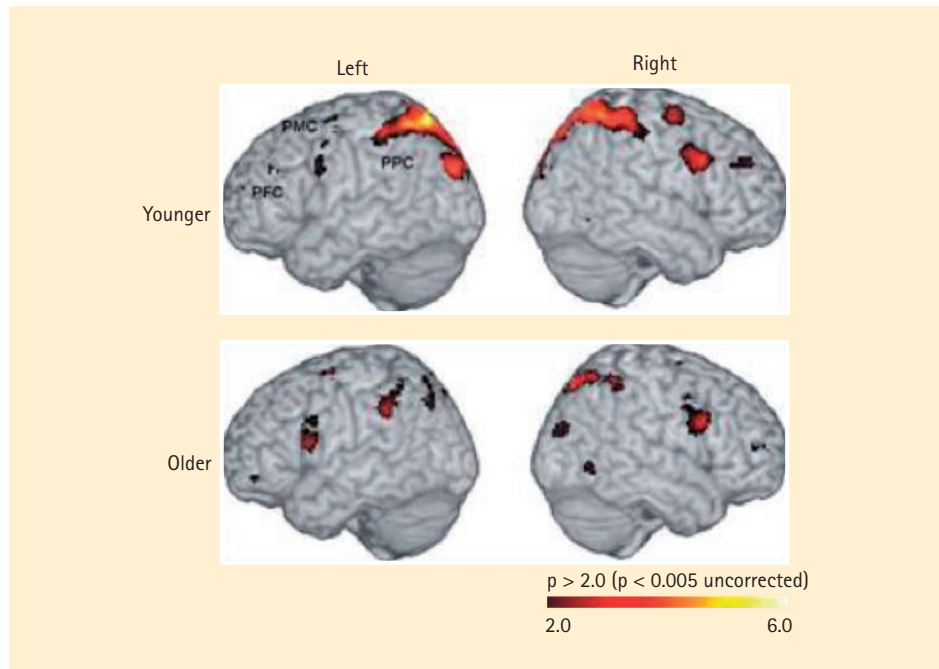 Left
Right
PMC
PPC
PFC
Younger
Older
p > 2.0 (p < 0.005 uncorrected)
2.0
6.0